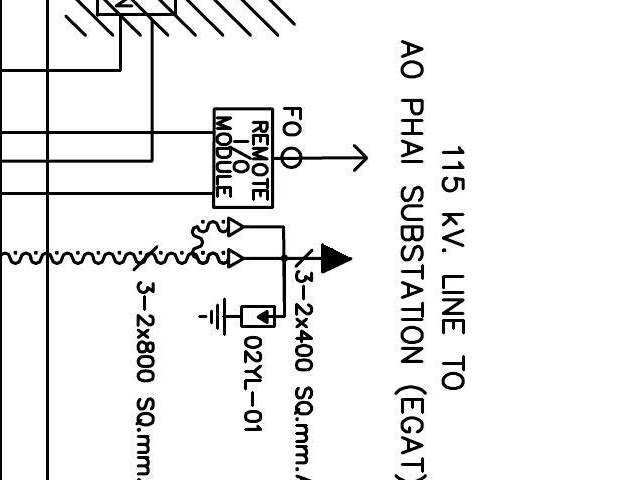 115 kV. LINE TO
AO PHAI SUBSTATION (EGAT)
FO
REMOTE
I/O
MODULE
3-2x400 SQ.mm.
02YL-01
3-2x800 SQ.mm.